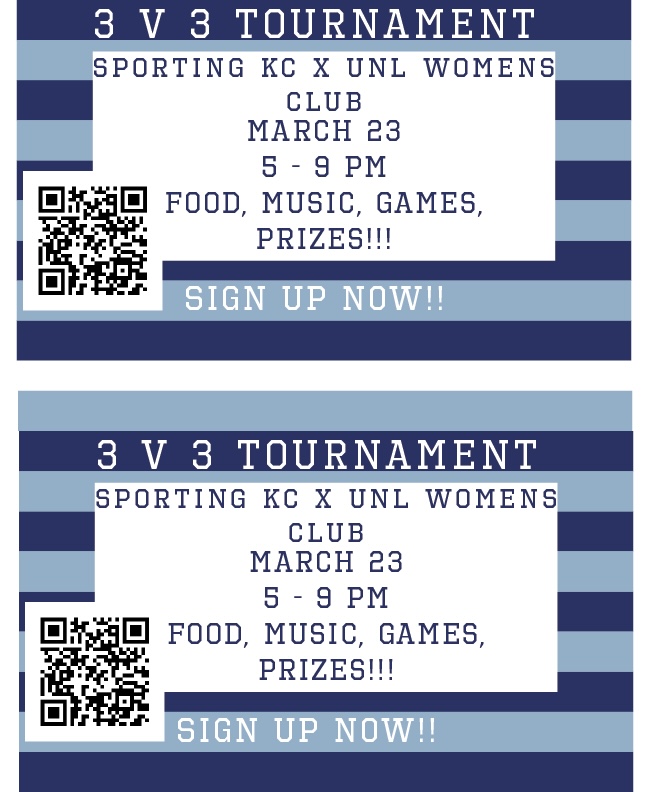 3 V 3 TOURNAMENT
SPORTING KC X UNL WOMENS
CLUB
MARCH 23
5 - 9 PM
FOOD, MUSIC, GAMES,
PRIZES!!!
SIGN UP NOW!!
3 V 3 TOURNAMENT
SPORTING KC X UNL WOMENS
CLUB
MARCH 23
5 - 9 PM
FOOD, MUSIC, GAMES,
PRIZES!!!
SIGN UP NOW!!